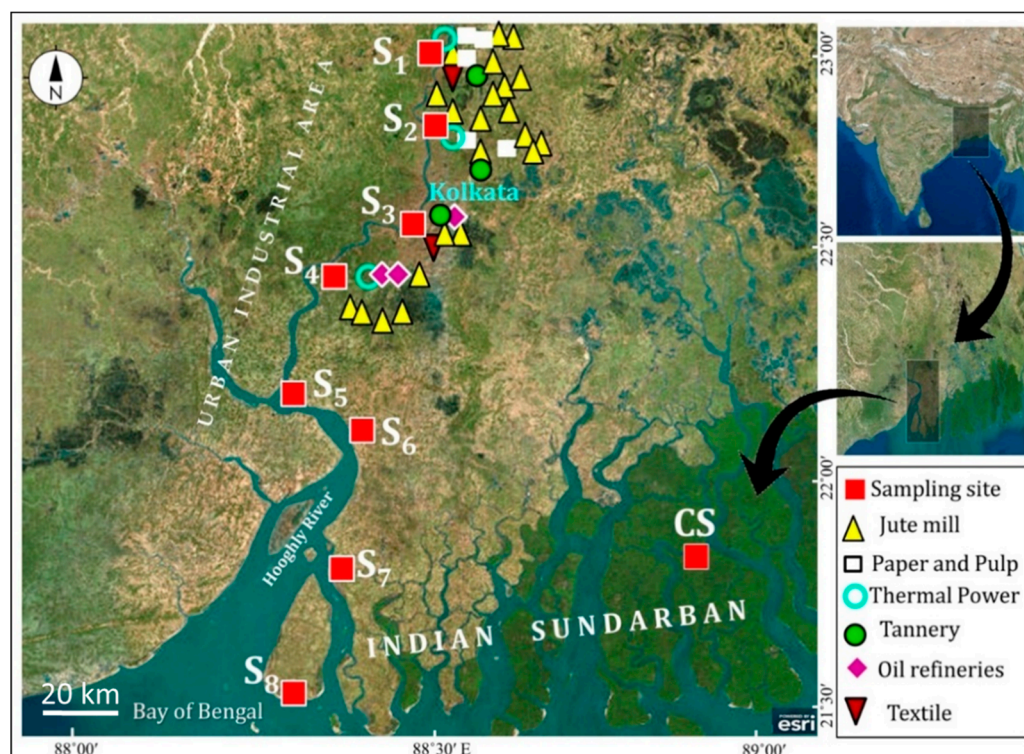 N
S1
S2
Kolkata
S3
S4
URBAN INDUSTRIAL AREA
S5
S6
Hooghly River
S7
CS
INDIAN SUNDARBAN
S8
20 km
Bay of Bengal
POWERED BY
esri
23°00′
22°30′
22°00′
21°30′
88°00′
88°30′ E
89°00′
Sampling site
Jute mill
Paper and Pulp
Thermal Power
Tannery
Oil refineries
Textile